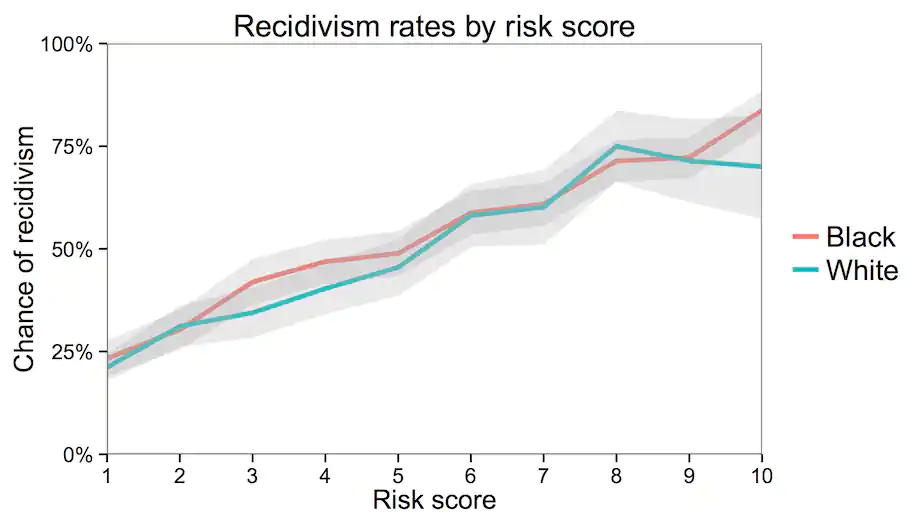 Recidivism rates by risk score
Chance of recidivism
100%
75%
50%
25%
0%
1 2 3 4 5 6 7 8 9 10
Risk score
Black
White